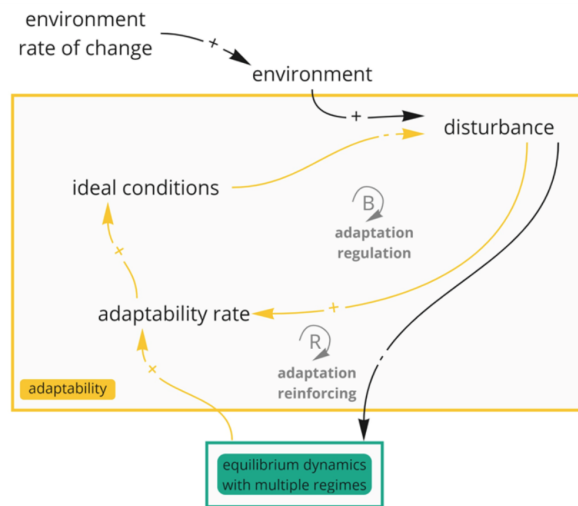 environment
rate of change
+
environment
+
disturbance
-
ideal conditions
B
adaptation
regulation
+
+
adaptability rate
R
adaptation
reinforcing
-
+
adaptability
equilibrium dynamics
with multiple regimes